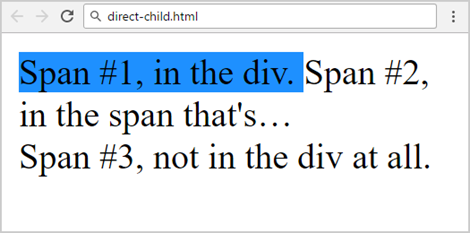 direct-child.html
Span #1, in the div. Span #2,
in the span that's…
Span #3, not in the div at all.